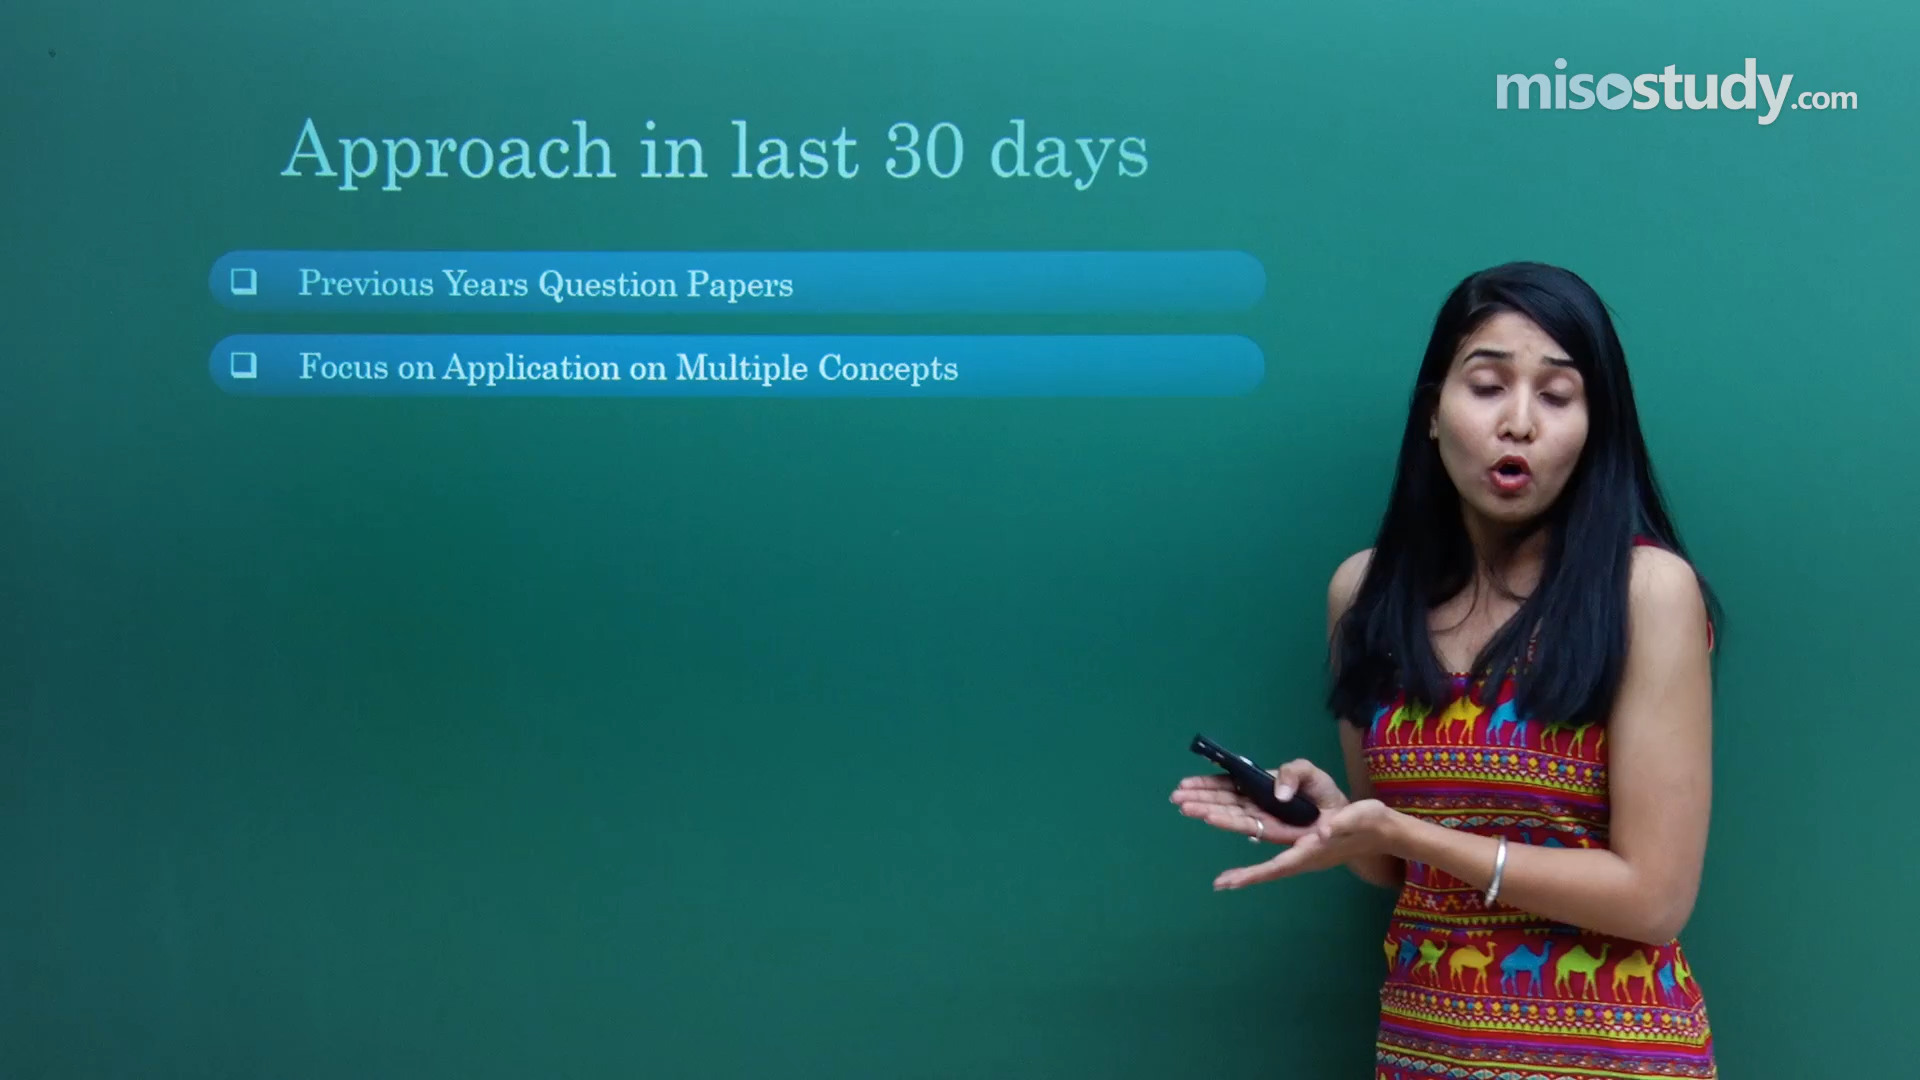 misostudy.com
Approach in last 30 days
❑ Previous Years Question Papers
❑ Focus on Application on Multiple Concepts